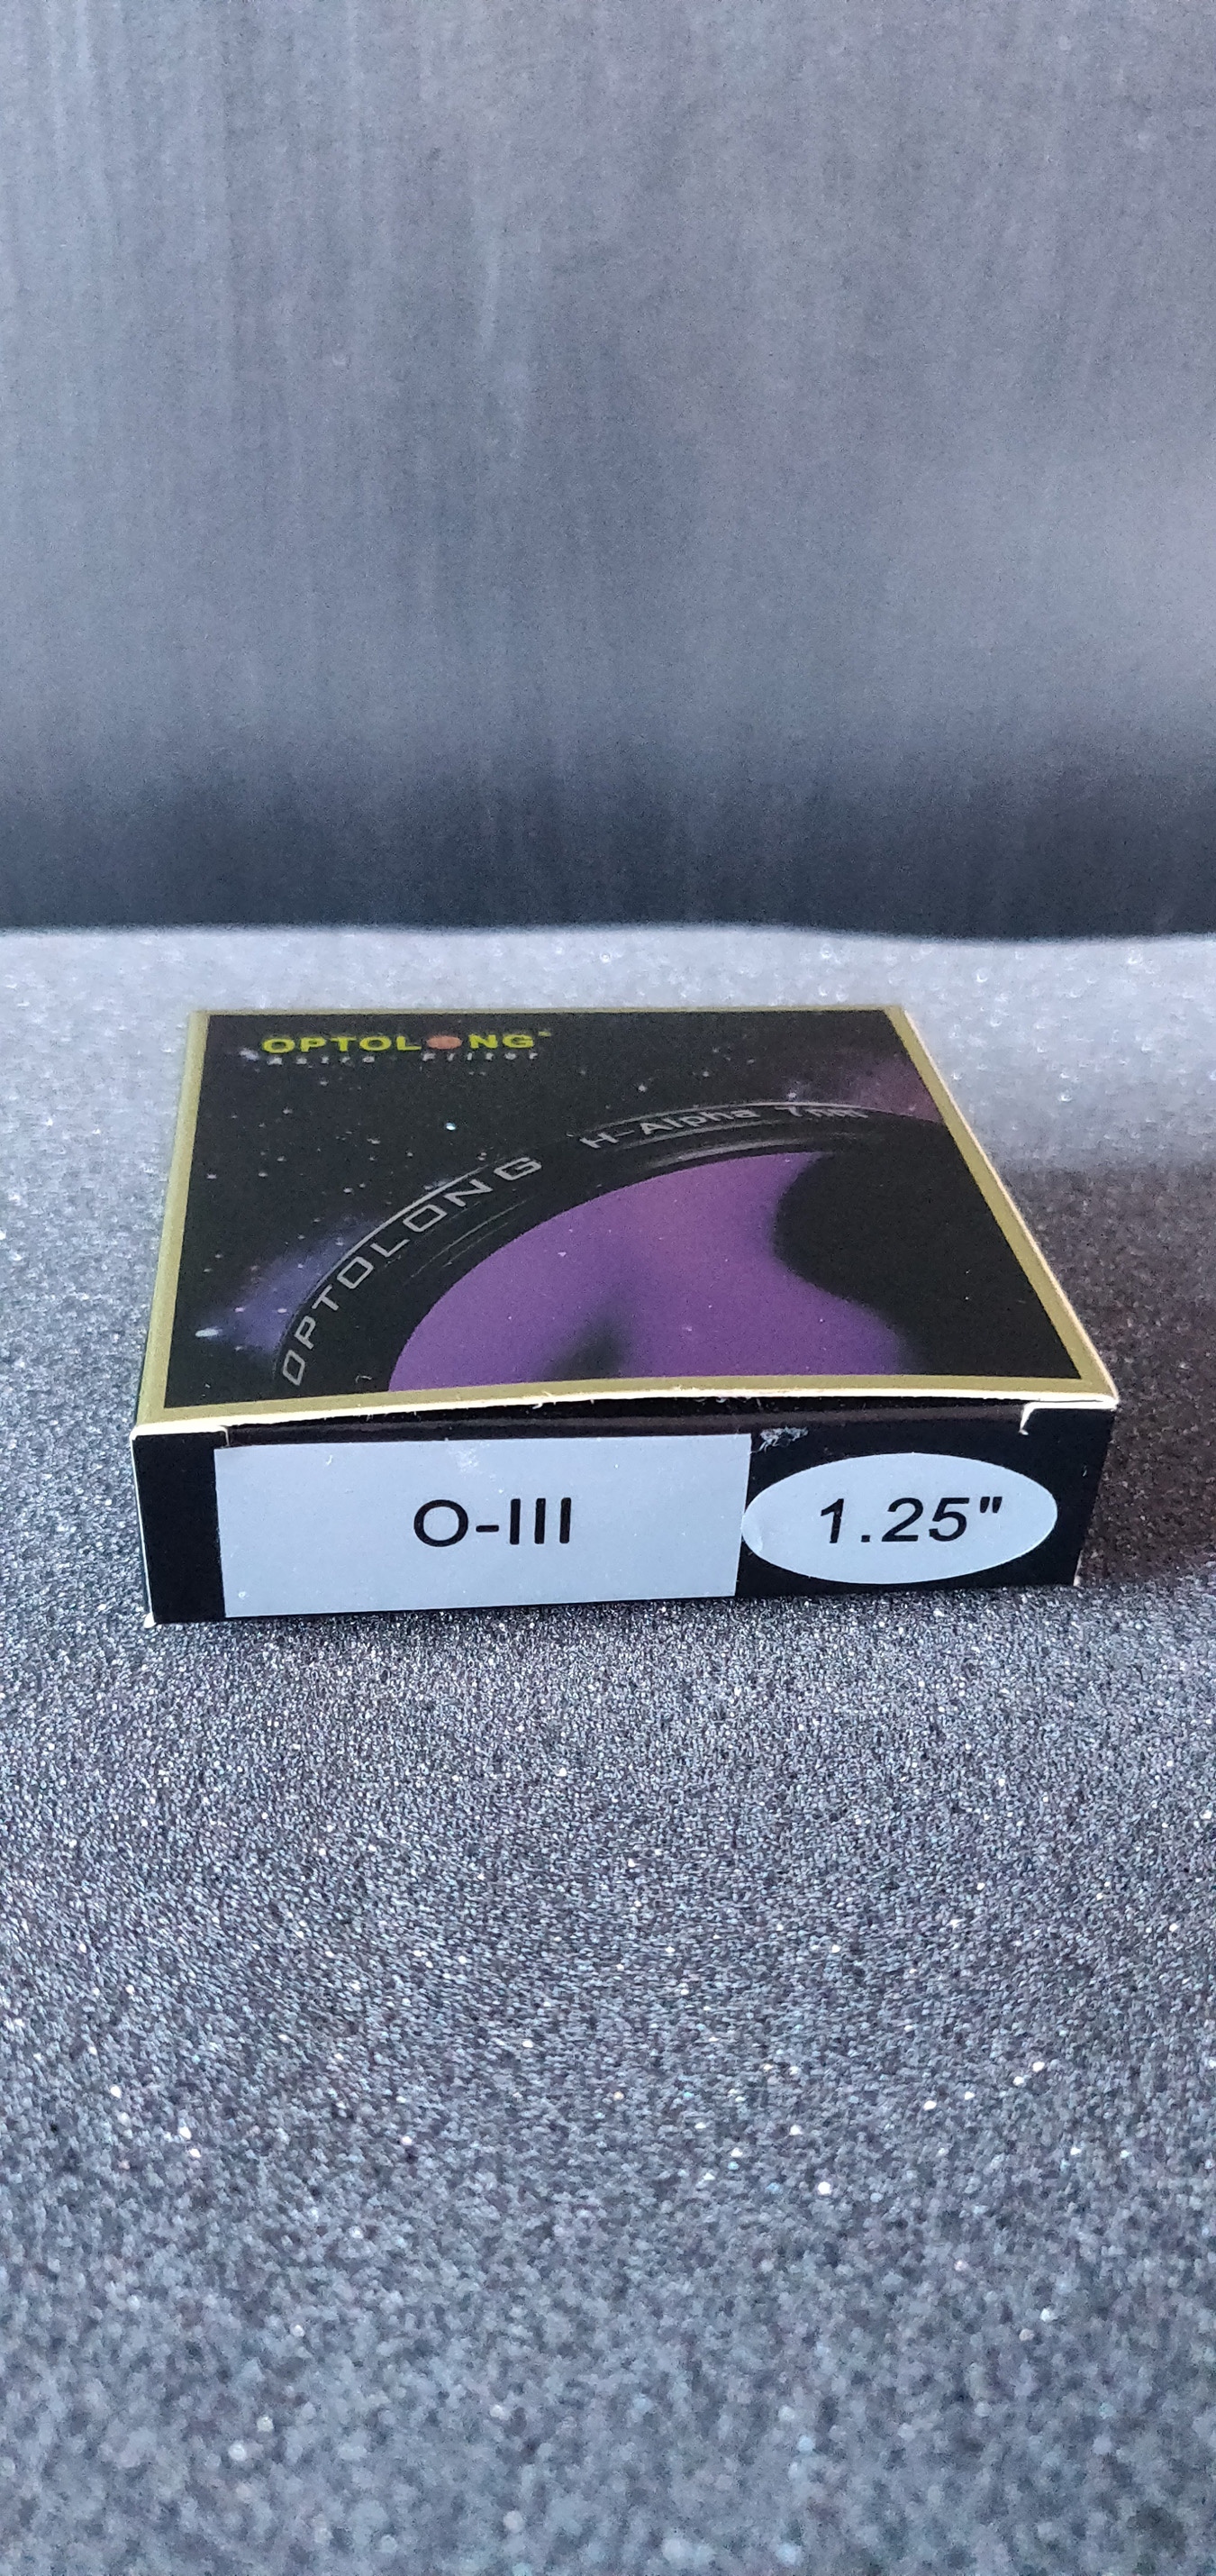 OPTOLONG®
Astro Filter
OPTOLONG H-Alpha 7nm
O-III
1.25"